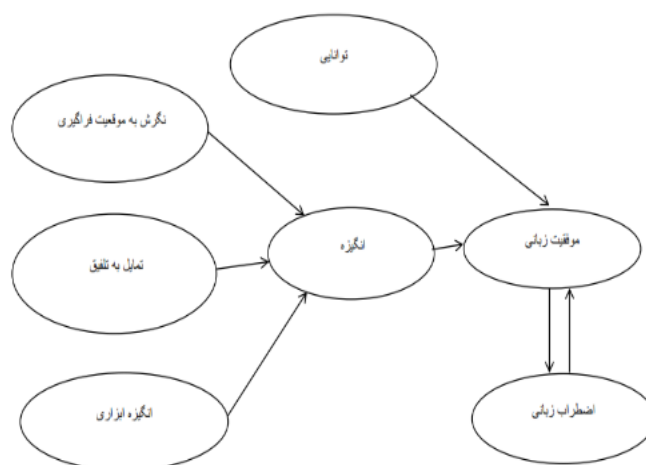 توانایی
نگرش به موقعیت فراگیری
انگیزه
موفقیت زبانی
تمایل به تلفیق
انگیزه ابزاری
اضطراب زبانی